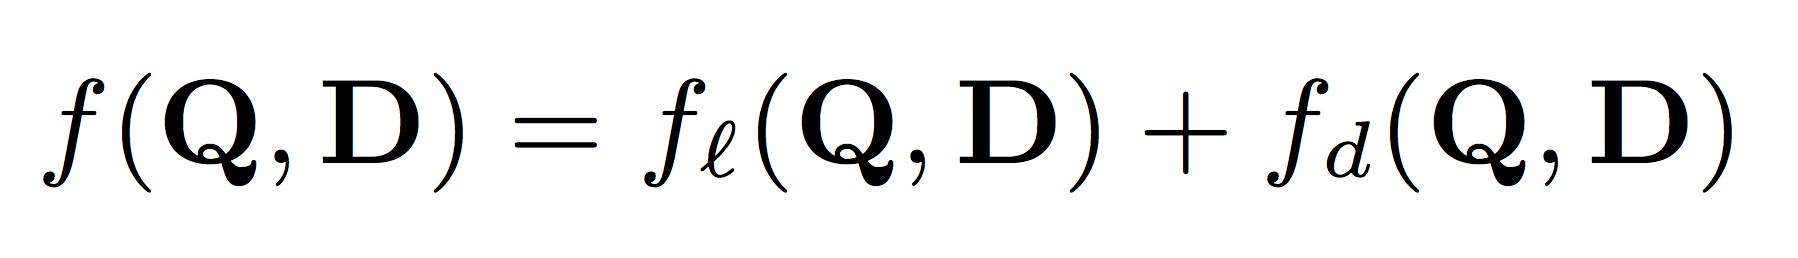 f(Q, D) = fℓ(Q, D) + fd(Q, D)